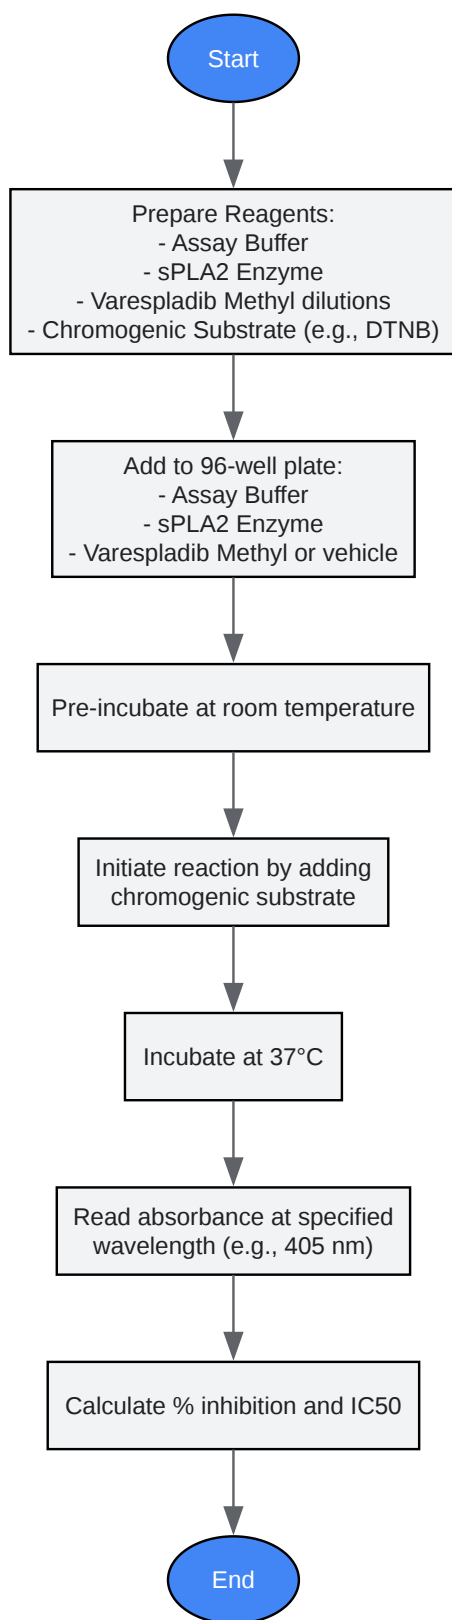 Start
Prepare Reagents:
- Assay Buffer
- sPLA2 Enzyme
- Varespladib Methyl dilutions
- Chromogenic Substrate (e.g., DTNB)
Add to 96-well plate:
- Assay Buffer
- sPLA2 Enzyme
- Varespladib Methyl or vehicle
Pre-incubate at room temperature
Initiate reaction by adding
chromogenic substrate
Incubate at 37°C
Read absorbance at specified
wavelength (e.g., 405 nm)
Calculate % inhibition and IC50
End